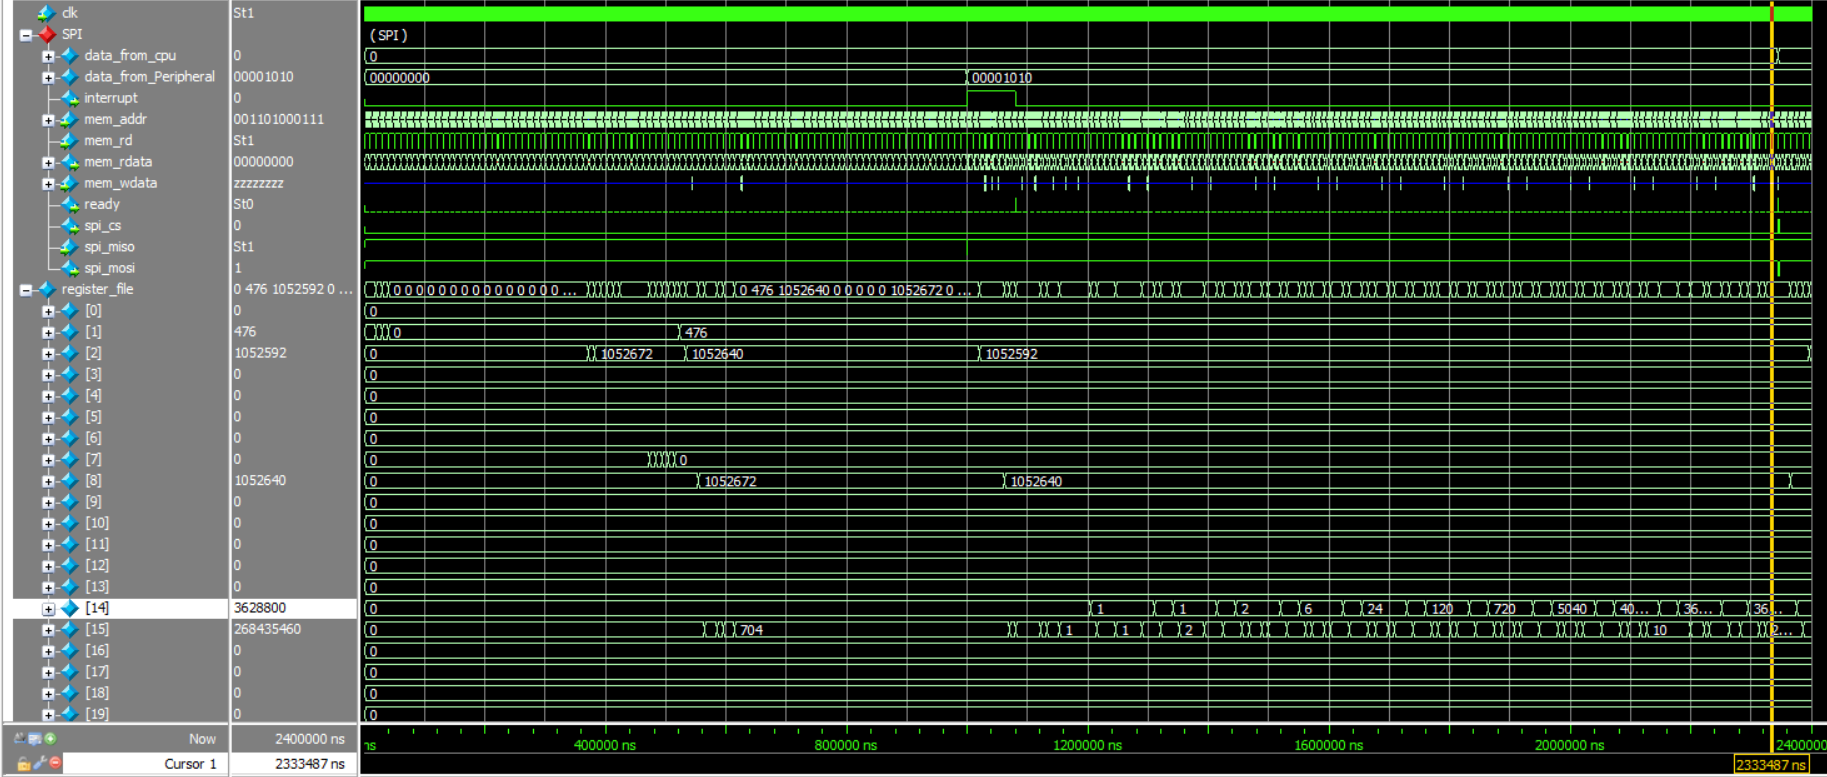 clk St1
SPI (SPI)
data_from_cpu 0 0
data_from_Peripheral 00001010 00000000 00001010
interrupt 0
mem_addr 001101000111
mem_rd St1
mem_rdata 00000000
mem_wdata zzzzzzzz
ready St0
spi_cs 0
spi_miso St1
spi_mosi 1
register_file 0 476 1052592 0 ... 0 0 0 0 0 0 0 0 0 0 0 0 0 0 0 ... 0 476 1052640 0 0 0 0 0 1052672 0 ...
[0] 0 0
[1] 476 0 476
[2] 1052592 0 1052672 1052640 1052592
[3] 0 0
[4] 0 0
[5] 0 0
[6] 0 0
[7] 0 0 0
[8] 1052640 0 1052672 1052640
[9] 0 0
[10] 0 0
[11] 0 0
[12] 0 0
[13] 0 0
[14] 3628800 0 1 1 2 6 24 120 720 5040 40... 36... 36...
[15] 268435460 0 704 1 1 2 10 2...
[16] 0 0
[17] 0 0
[18] 0 0
[19] 0 0
Now 2400000 ns ns 400000 ns 800000 ns 1200000 ns 1600000 ns 2000000 ns 2400000
Cursor 1 2333487 ns 2333487 ns